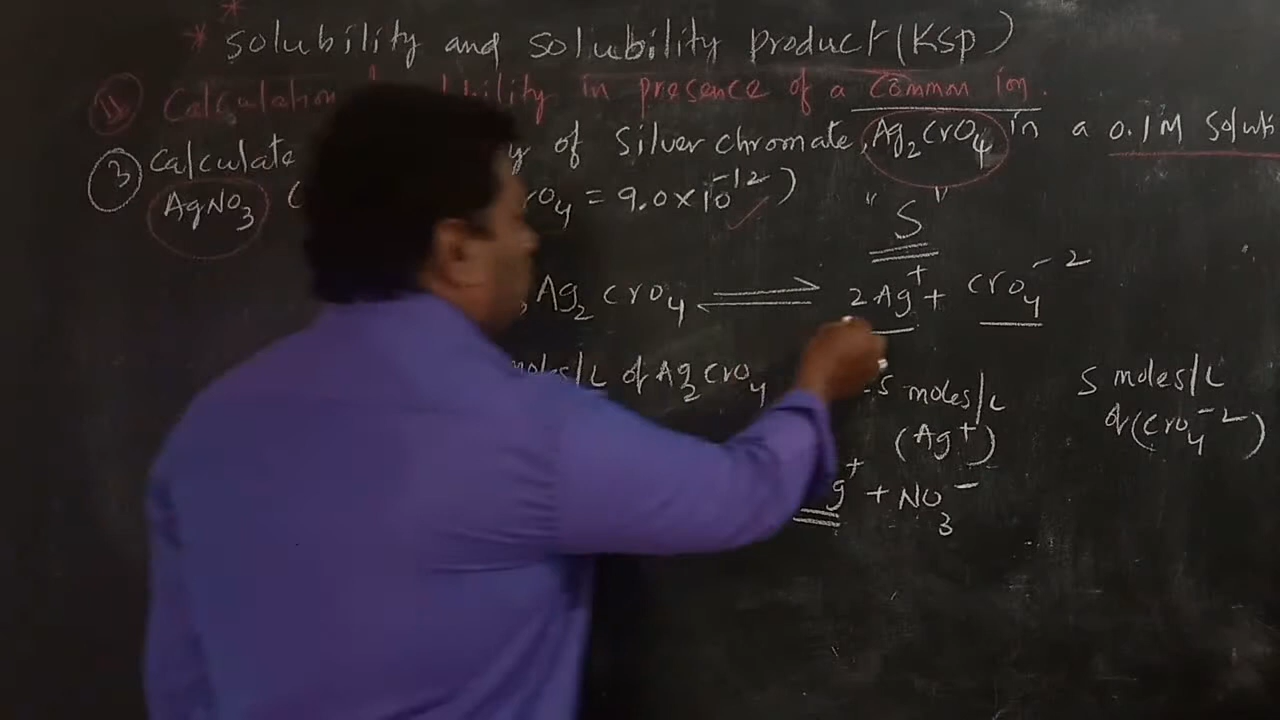 * solubility and solubility product (Ksp)
II Calculation in presence of a common ion.
3 Calculate of Silver chromate, Ag2CrO4 in a 0.1M
AgNO3 ( = 9.0×10^-12)
"S"
Ag2CrO4 ⇌ 2Ag+ + CrO4^-2
moles/L of Ag2CrO4 S moles/L S moles/L
(Ag+) of (CrO4^-2)
+ NO3-